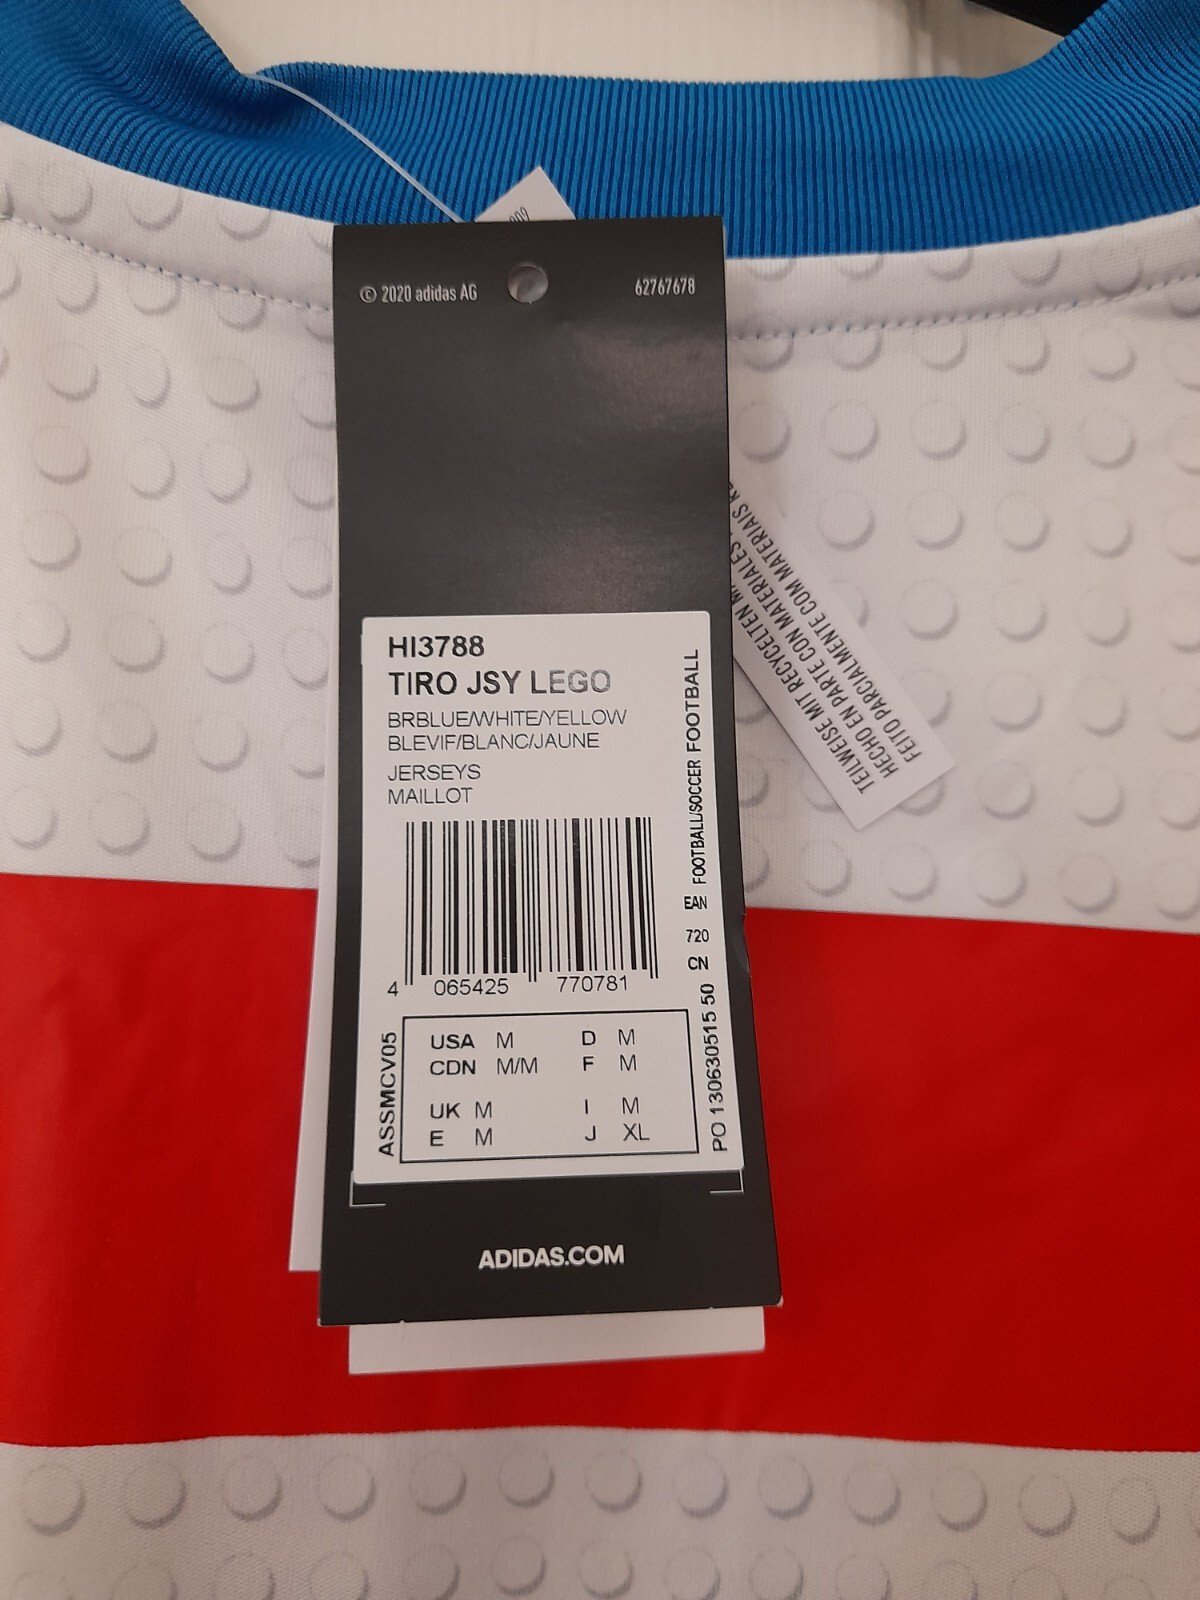 © 2020 adidas AG
62767678
HI3788
TIRO JSY LEGO
BRBLUE/WHITE/YELLOW
BLEVIF/BLANC/JAUNE
JERSEYS
MAILLOT
4 065425 770781
USA M D M
CDN M/M F M
UK M I M
E M J XL
ASSMCV05
PO 130630515 50 CN 720 EAN FOOTBALL/SOCCER FOOTBALL
ADIDAS.COM
TEILWEISE MIT RECYCELTEN
HECHO EN PARTE CON MATERIALES
FEITO PARCIALMENTE COM MATERIAIS